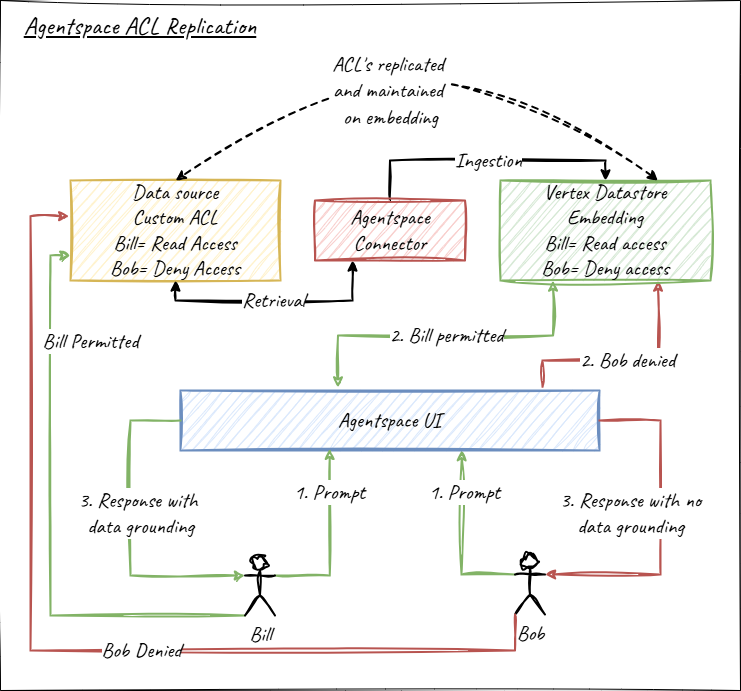 Agentspace ACL Replication
ACL's replicated
and maintained
on embedding
Ingestion
Data source
Custom ACL
Bill= Read Access
Bob= Deny Access
Agentspace
Connector
Vertex Datastore
Embedding
Bill= Read access
Bob= Deny access
Retrieval
Bill Permitted
2. Bill permitted
2. Bob denied
Agentspace UI
3. Response with
data grounding
1. Prompt
1. Prompt
3. Response with no
data grounding
Bill
Bob
Bob Denied